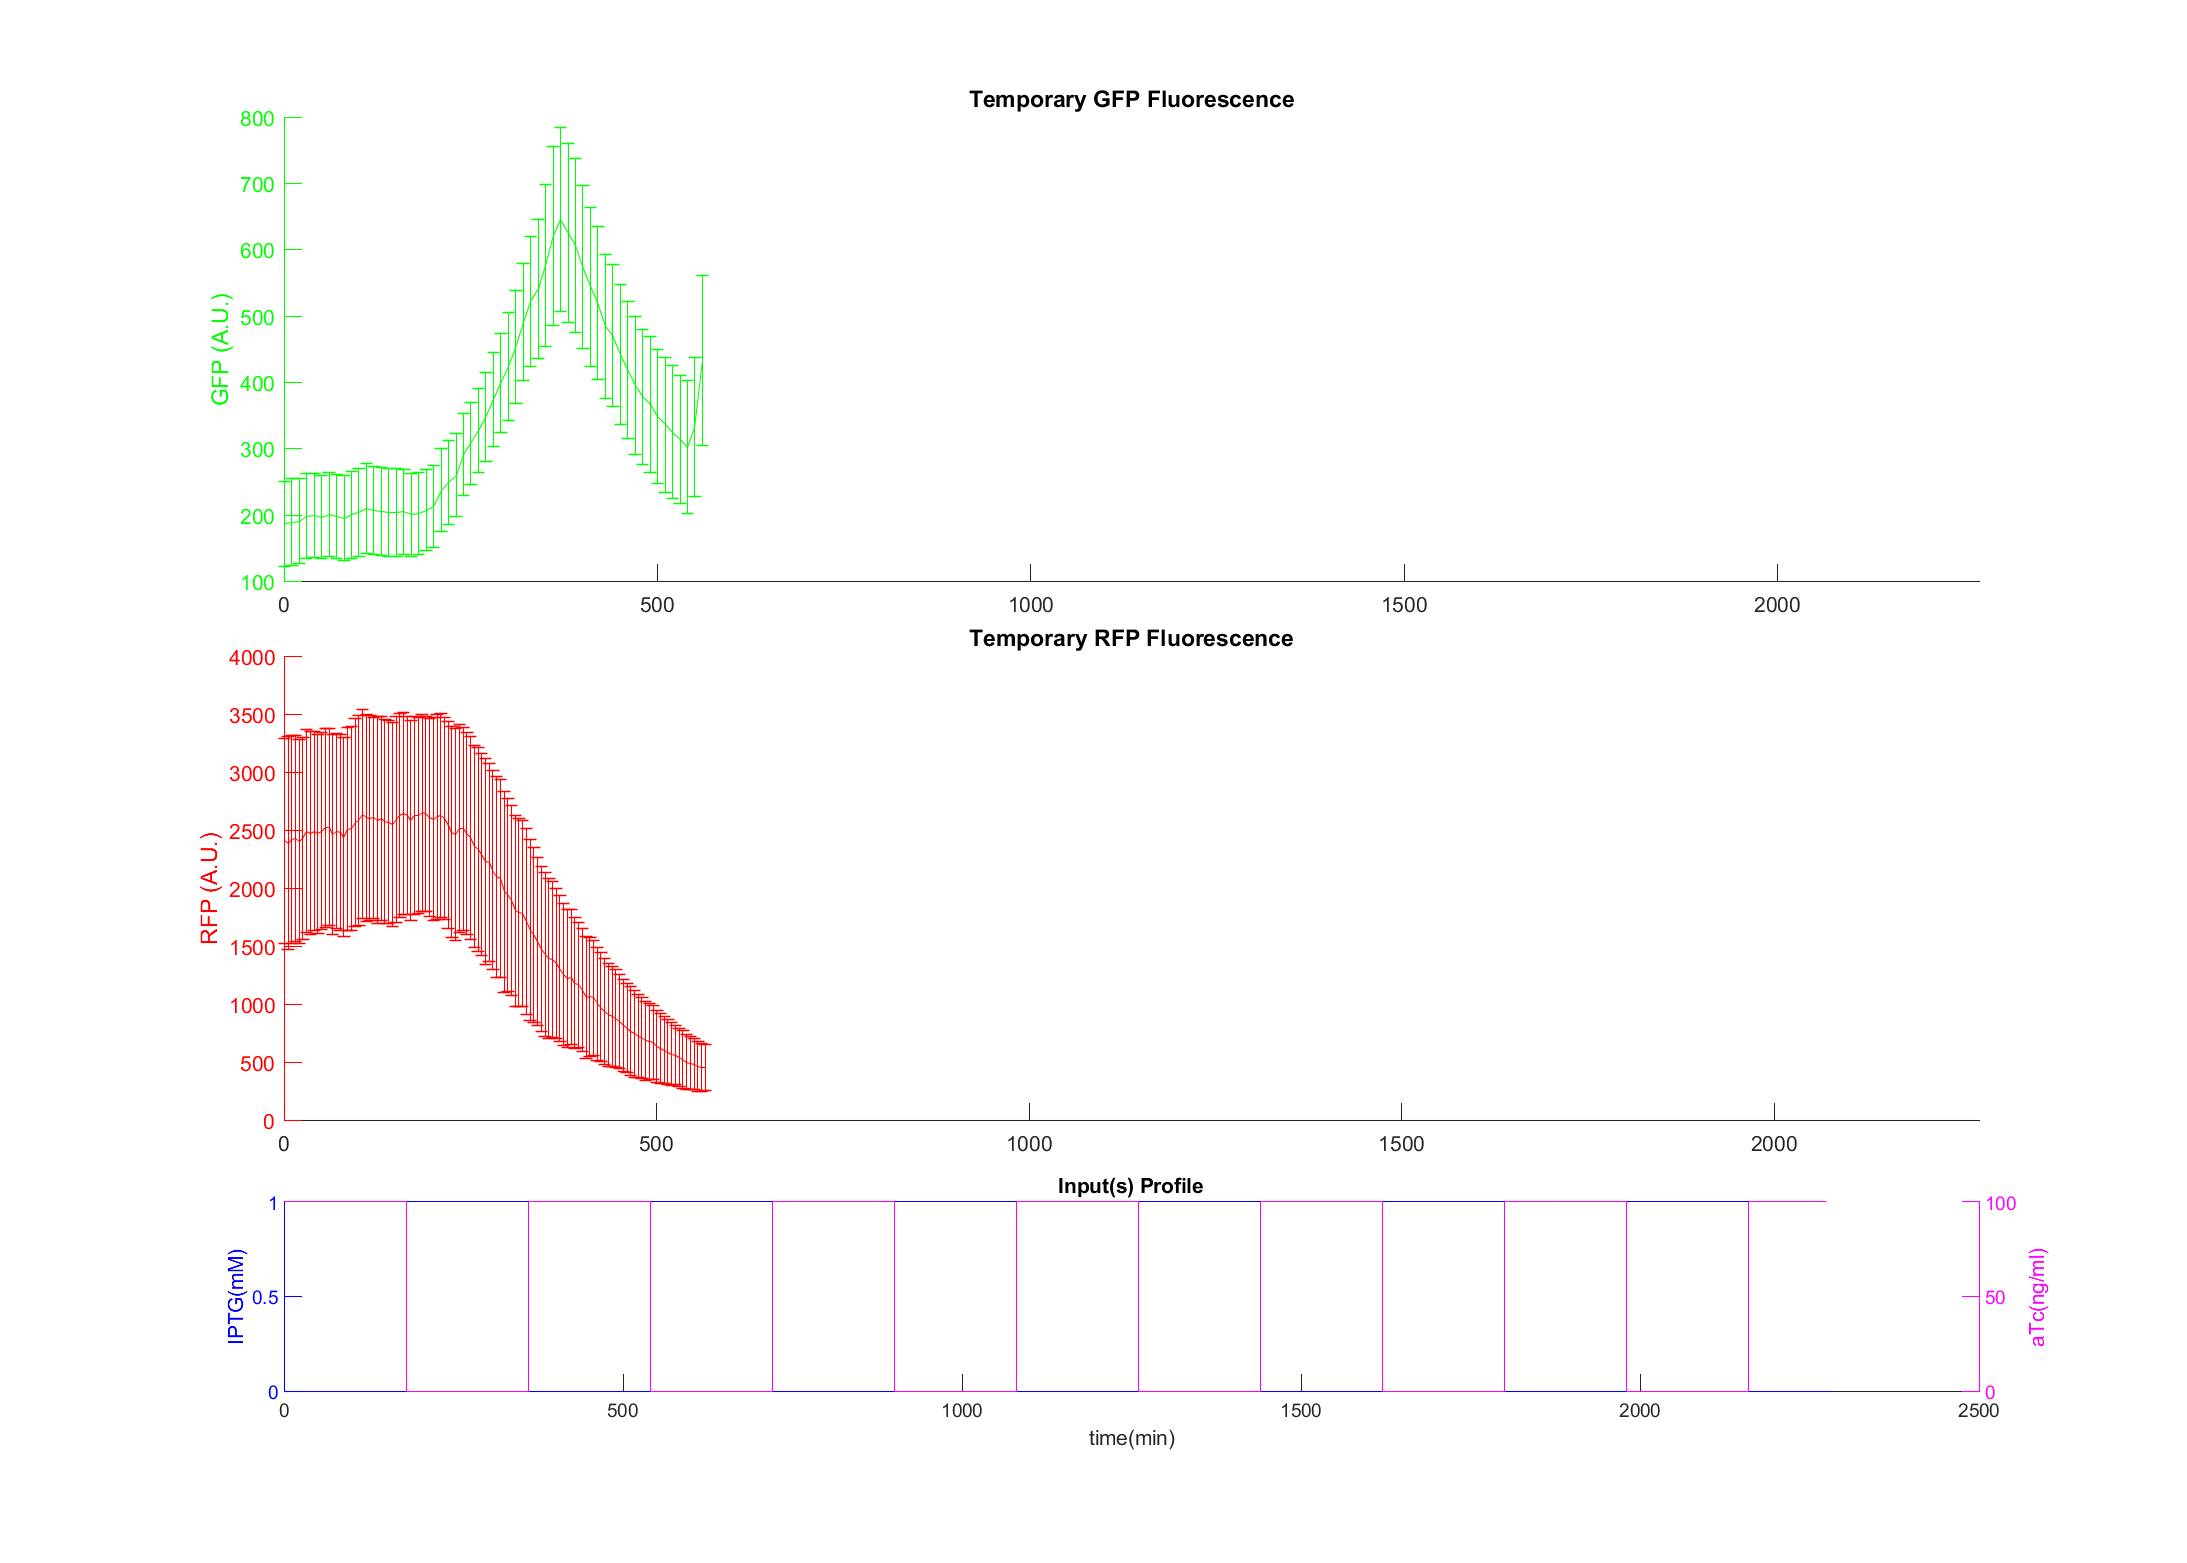 Temporary GFP Fluorescence
800
700
600
500
400
300
200
100
GFP (A.U.)
0 500 1000 1500 2000
Temporary RFP Fluorescence
4000
3500
3000
2500
2000
1500
1000
500
0
RFP (A.U.)
0 500 1000 1500 2000
Input(s) Profile
1
0.5
0
IPTG(mM)
100
50
0
aTc(ng/ml)
0 500 1000 1500 2000 2500
time(min)